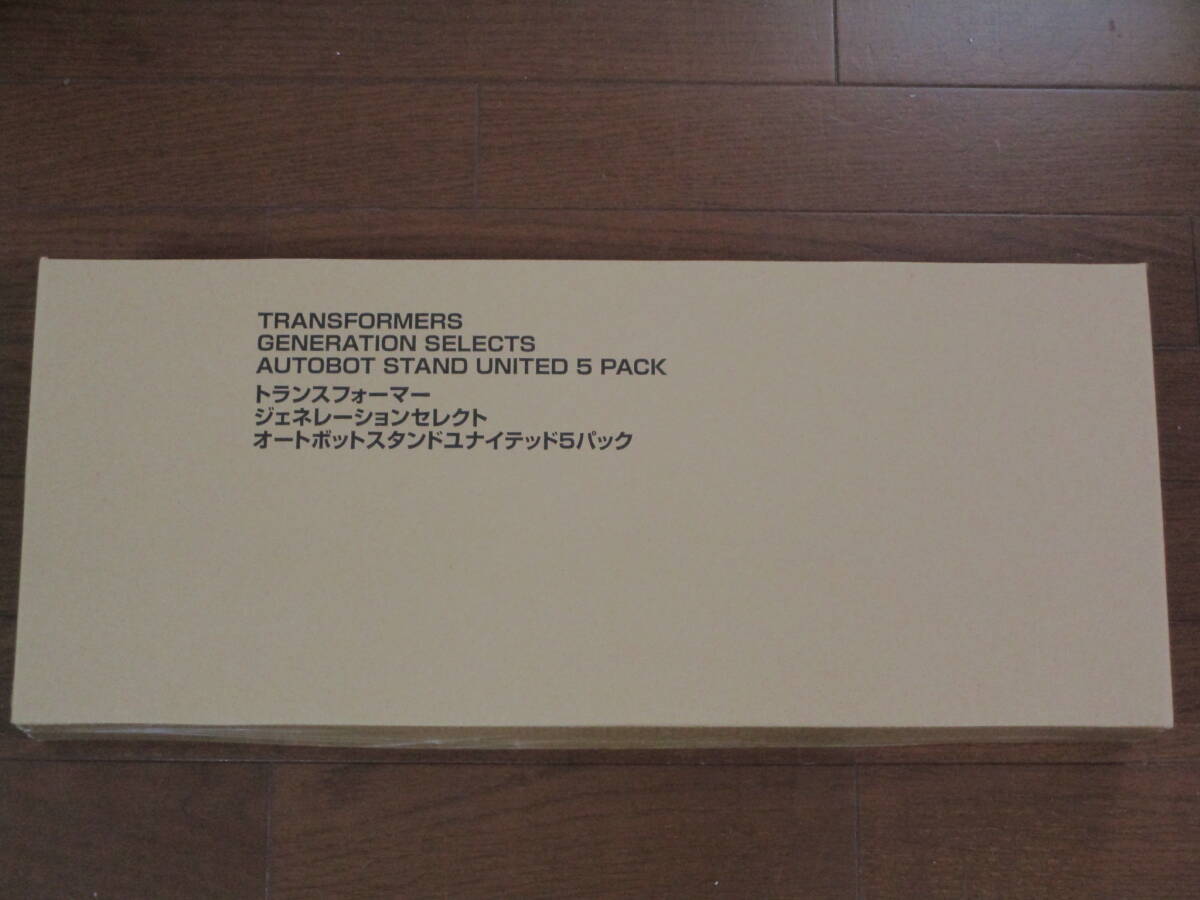 TRANSFORMERS
GENERATION SELECTS
AUTOBOT STAND UNITED 5 PACK
トランスフォーマー
ジェネレーションセレクト
オートボットスタンドユナイテッド5パック